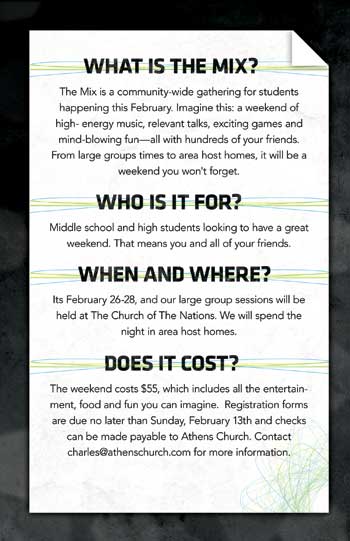 WHAT IS THE MIX?
The Mix is a community-wide gathering for students
happening this February. Imagine this: a weekend of
high- energy music, relevant talks, exciting games and
mind-blowing fun—all with hundreds of your friends.
From large groups times to area host homes, it will be a
weekend you won't forget.
WHO IS IT FOR?
Middle school and high students looking to have a great
weekend. That means you and all of your friends.
WHEN AND WHERE?
Its February 26-28, and our large group sessions will be
held at The Church of The Nations. We will spend the
night in area host homes.
DOES IT COST?
The weekend costs $55, which includes all the entertain-
ment, food and fun you can imagine.  Registration forms
are due no later than Sunday, February 13th and checks
can be made payable to Athens Church. Contact
charles@athenschurch.com for more information.